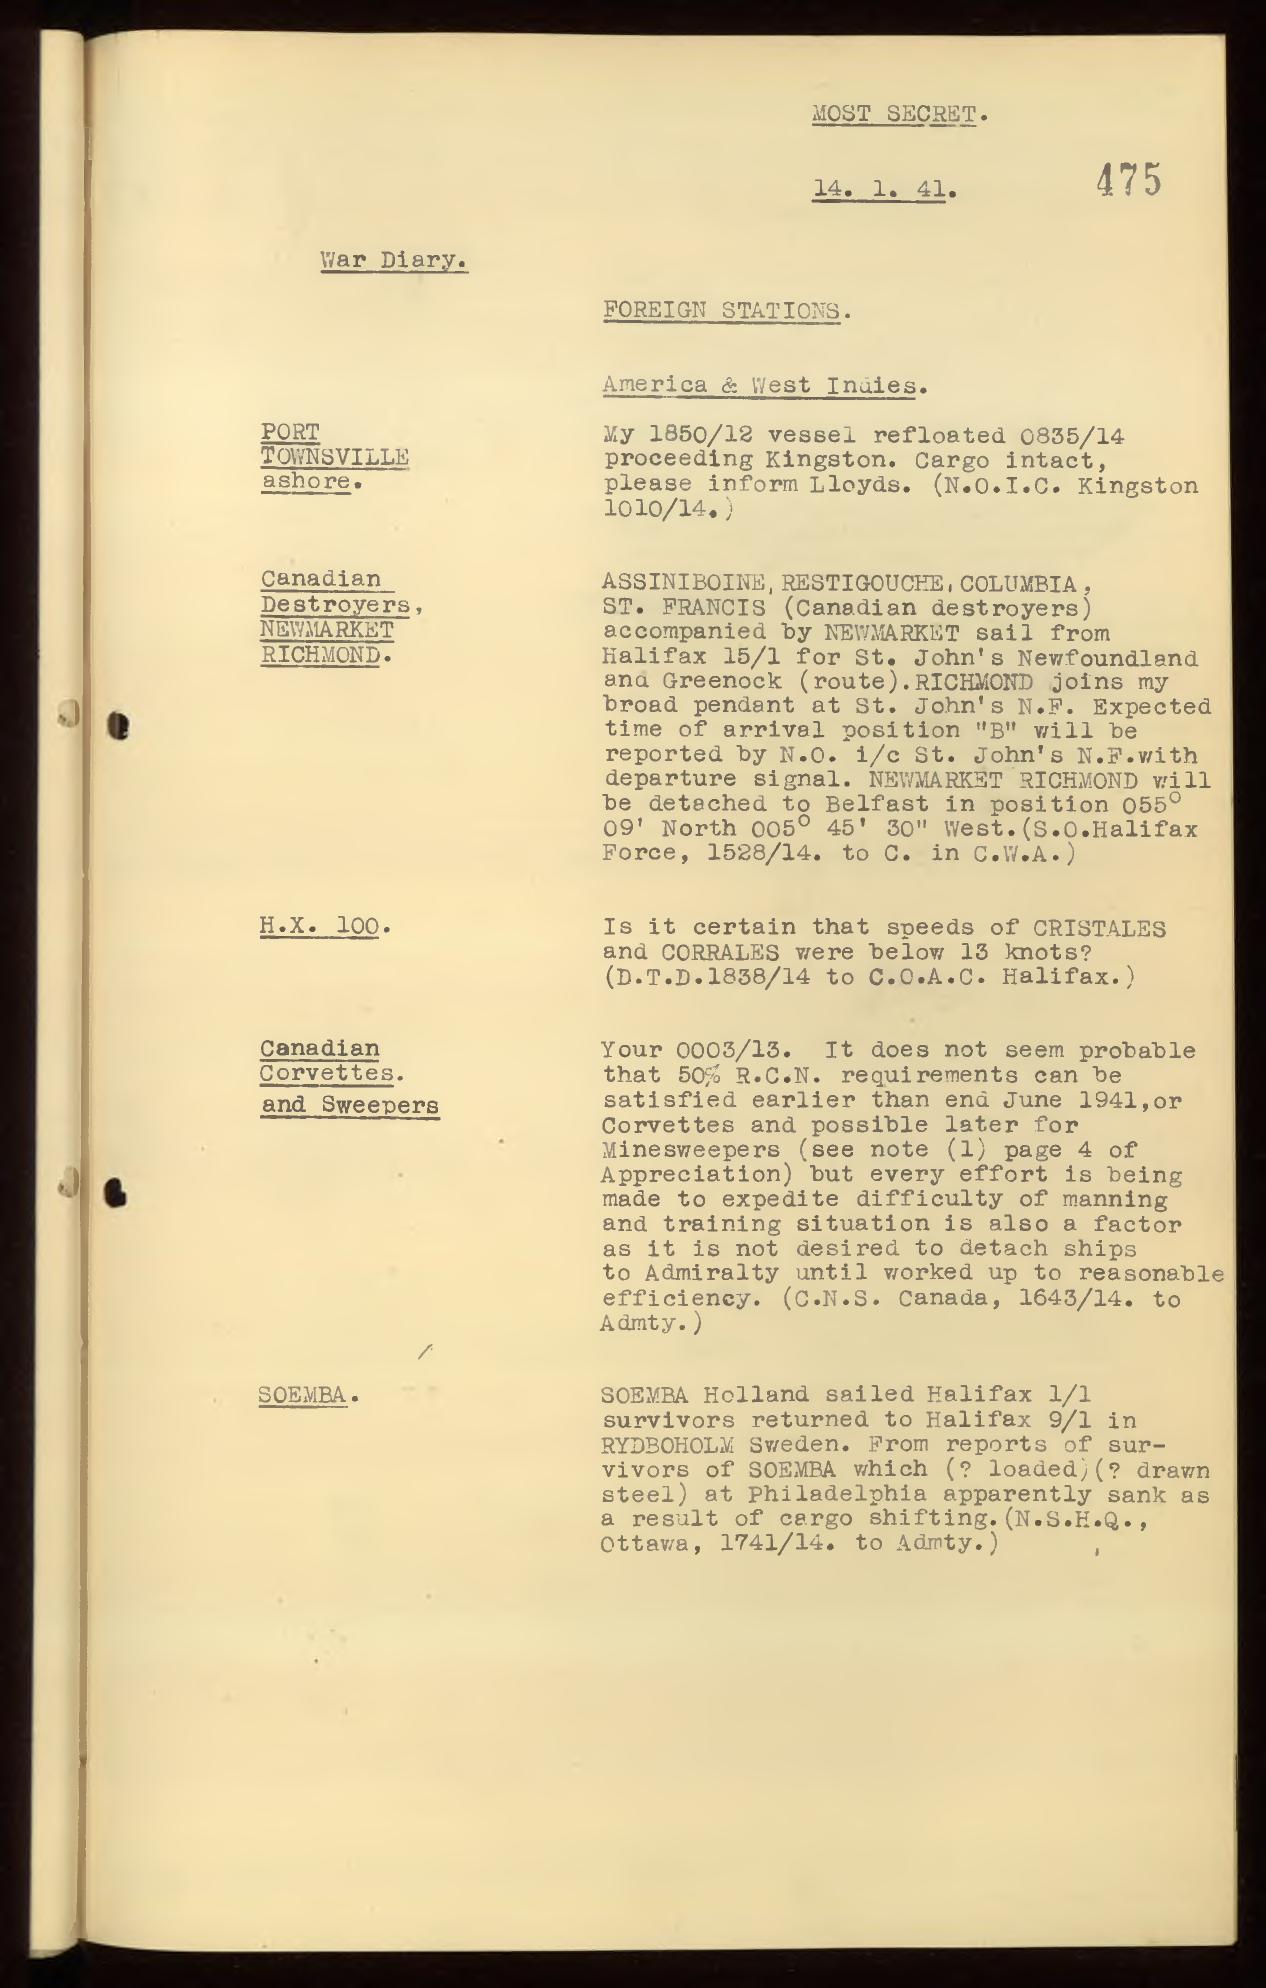 MOST SECRET.
14. 1. 41.
475
War Diary.
FOREIGN STATIONS.
America & West Indies.
PORT
TOWNSVILLE
ashore.
My 1850/12 vessel refloated 0835/14
proceeding Kingston. Cargo intact,
please inform Lloyds. (N.O.I.C. Kingston
1010/14.)
Canadian
Destroyers,
NEWMARKET
RICHMOND.
ASSINIBOINE, RESTIGOUCHE, COLUMBIA,
ST. FRANCIS (Canadian destroyers)
accompanied by NEWMARKET sail from
Halifax 15/1 for St. John's Newfoundland
and Greenock (route). RICHMOND joins my
broad pendant at St. John's N.F. Expected
time of arrival position "B" will be
reported by N.O. i/c St. John's N.F.with
departure signal. NEWMARKET RICHMOND will
be detached to Belfast in position 055°
09' North 005° 45' 30" West.(S.O.Halifax
Force, 1528/14. to C. in C.W.A.)
H.X. 100.
Is it certain that speeds of CRISTALES
and CORRALES were below 13 knots?
(D.T.D.1838/14 to C.O.A.C. Halifax.)
Canadian
Corvettes.
and Sweepers
Your 0003/13. It does not seem probable
that 50% R.C.N. requirements can be
satisfied earlier than end June 1941,or
Corvettes and possible later for
Minesweepers (see note (1) page 4 of
Appreciation) but every effort is being
made to expedite difficulty of manning
and training situation is also a factor
as it is not desired to detach ships
to Admiralty until worked up to reasonable
efficiency. (C.N.S. Canada, 1643/14. to
Admty.)
SOEMBA.
SOEMBA Holland sailed Halifax 1/1
survivors returned to Halifax 9/1 in
RYDBOHOLM Sweden. From reports of sur-
vivors of SOEMBA which (? loaded)(? drawn
steel) at Philadelphia apparently sank as
a result of cargo shifting.(N.S.H.Q.,
Ottawa, 1741/14. to Admty.)